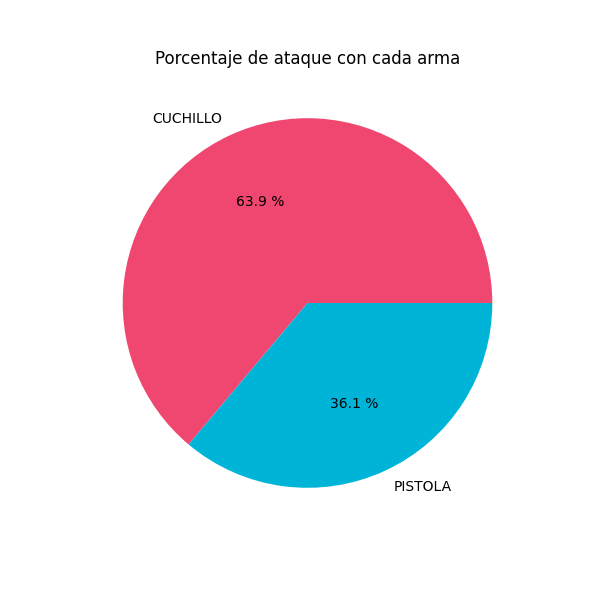 Porcentaje de ataque con cada arma
CUCHILLO
63.9 %
36.1 %
PISTOLA